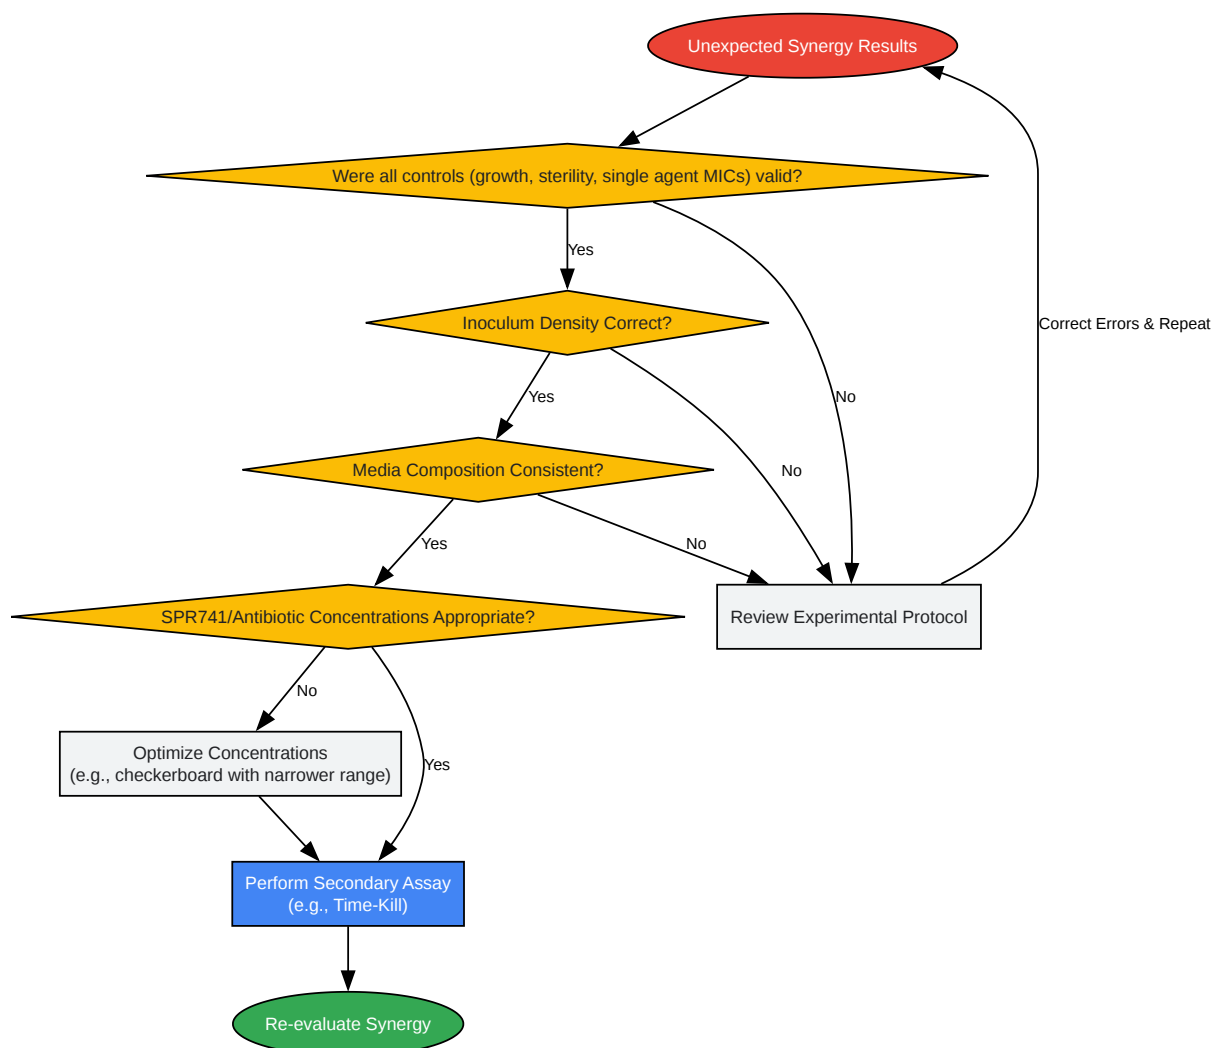 Unexpected Synergy Results
Were all controls (growth, sterility, single agent MICs) valid?
Yes
Inoculum Density Correct?
Correct Errors & Repeat
Yes
No
Media Composition Consistent?
No
Yes
No
SPR741/Antibiotic Concentrations Appropriate?
Review Experimental Protocol
No
Optimize Concentrations
(e.g., checkerboard with narrower range)
Yes
Perform Secondary Assay
(e.g., Time-Kill)
Re-evaluate Synergy